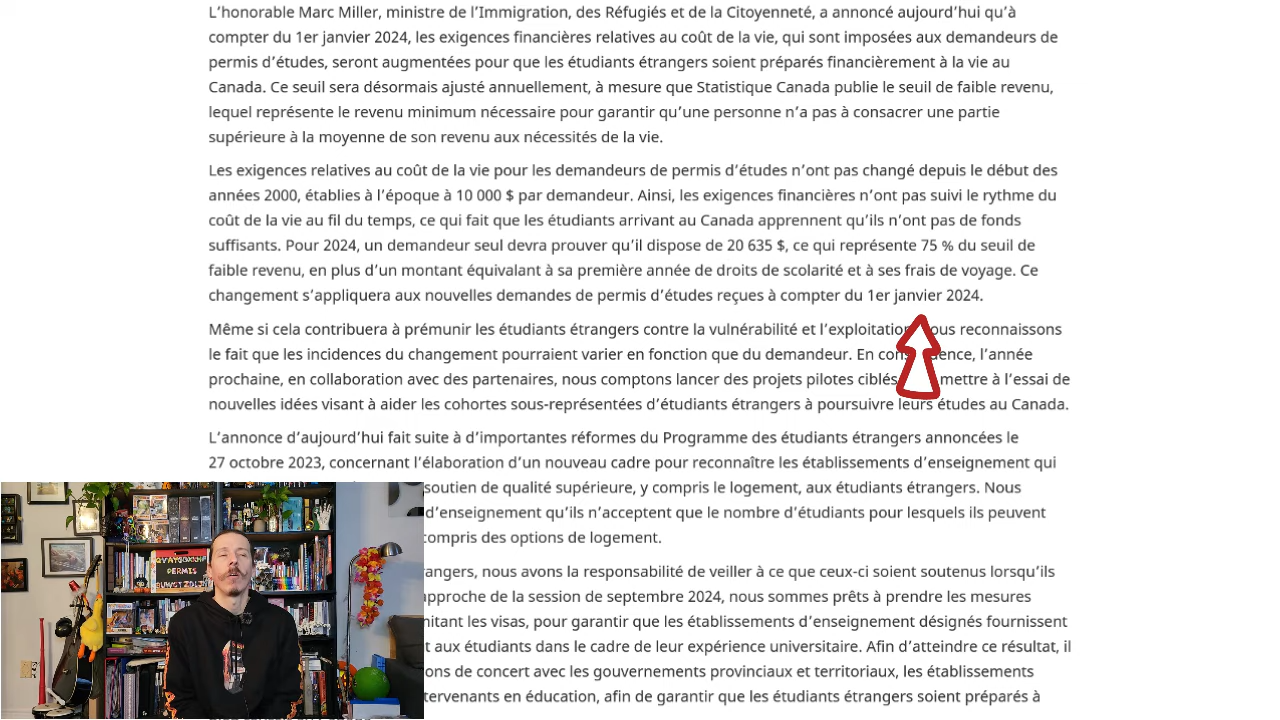 L’honorable Marc Miller, ministre de l’Immigration, des Réfugiés et de la Citoyenneté, a annoncé aujourd’hui qu’à
compter du 1er janvier 2024, les exigences financières relatives au coût de la vie, qui sont imposées aux demandeurs de
permis d’études, seront augmentées pour que les étudiants étrangers soient préparés financièrement à la vie au
Canada. Ce seuil sera désormais ajusté annuellement, à mesure que Statistique Canada publie le seuil de faible revenu,
lequel représente le revenu minimum nécessaire pour garantir qu’une personne n’a pas à consacrer une partie
supérieure à la moyenne de son revenu aux nécessités de la vie.
Les exigences relatives au coût de la vie pour les demandeurs de permis d’études n’ont pas changé depuis le début des
années 2000, établies à l’époque à 10 000 $ par demandeur. Ainsi, les exigences financières n’ont pas suivi le rythme du
coût de la vie au fil du temps, ce qui fait que les étudiants arrivant au Canada apprennent qu’ils n’ont pas de fonds
suffisants. Pour 2024, un demandeur seul devra prouver qu’il dispose de 20 635 $, ce qui représente 75 % du seuil de
faible revenu, en plus d’un montant équivalant à sa première année de droits de scolarité et à ses frais de voyage. Ce
changement s’appliquera aux nouvelles demandes de permis d’études reçues à compter du 1er janvier 2024.
Même si cela contribuera à prémunir les étudiants étrangers contre la vulnérabilité et l’exploitation, nous reconnaissons
le fait que les incidences du changement pourraient varier en fonction que du demandeur. En conséquence, l’année
prochaine, en collaboration avec des partenaires, nous comptons lancer des projets pilotes ciblés mettre à l’essai de
nouvelles idées visant à aider les cohortes sous-représentées d’étudiants étrangers à poursuivre leurs études au Canada.
L’annonce d’aujourd’hui fait suite à d’importantes réformes du Programme des étudiants étrangers annoncées le
27 octobre 2023, concernant l’élaboration d’un nouveau cadre pour reconnaître les établissements d’enseignement qui
soutien de qualité supérieure, y compris le logement, aux étudiants étrangers. Nous
d’enseignement qu’ils n’acceptent que le nombre d’étudiants pour lesquels ils peuvent
compris des options de logement.
rangers, nous avons la responsabilité de veiller à ce que ceux-ci soient soutenus lorsqu’ils
approche de la session de septembre 2024, nous sommes prêts à prendre les mesures
mitant les visas, pour garantir que les établissements d’enseignement désignés fournissent
t aux étudiants dans le cadre de leur expérience universitaire. Afin d’atteindre ce résultat, il
ons de concert avec les gouvernements provinciaux et territoriaux, les établissements
tervenants en éducation, afin de garantir que les étudiants étrangers soient préparés à
PERMIS